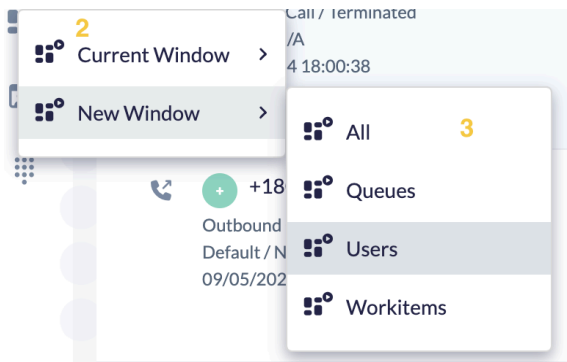 Call / Terminated
2
Current Window
/A
4 18:00:38
New Window
All
3
+18
Queues
Outbound
Default / N
Users
09/05/202
Workitems